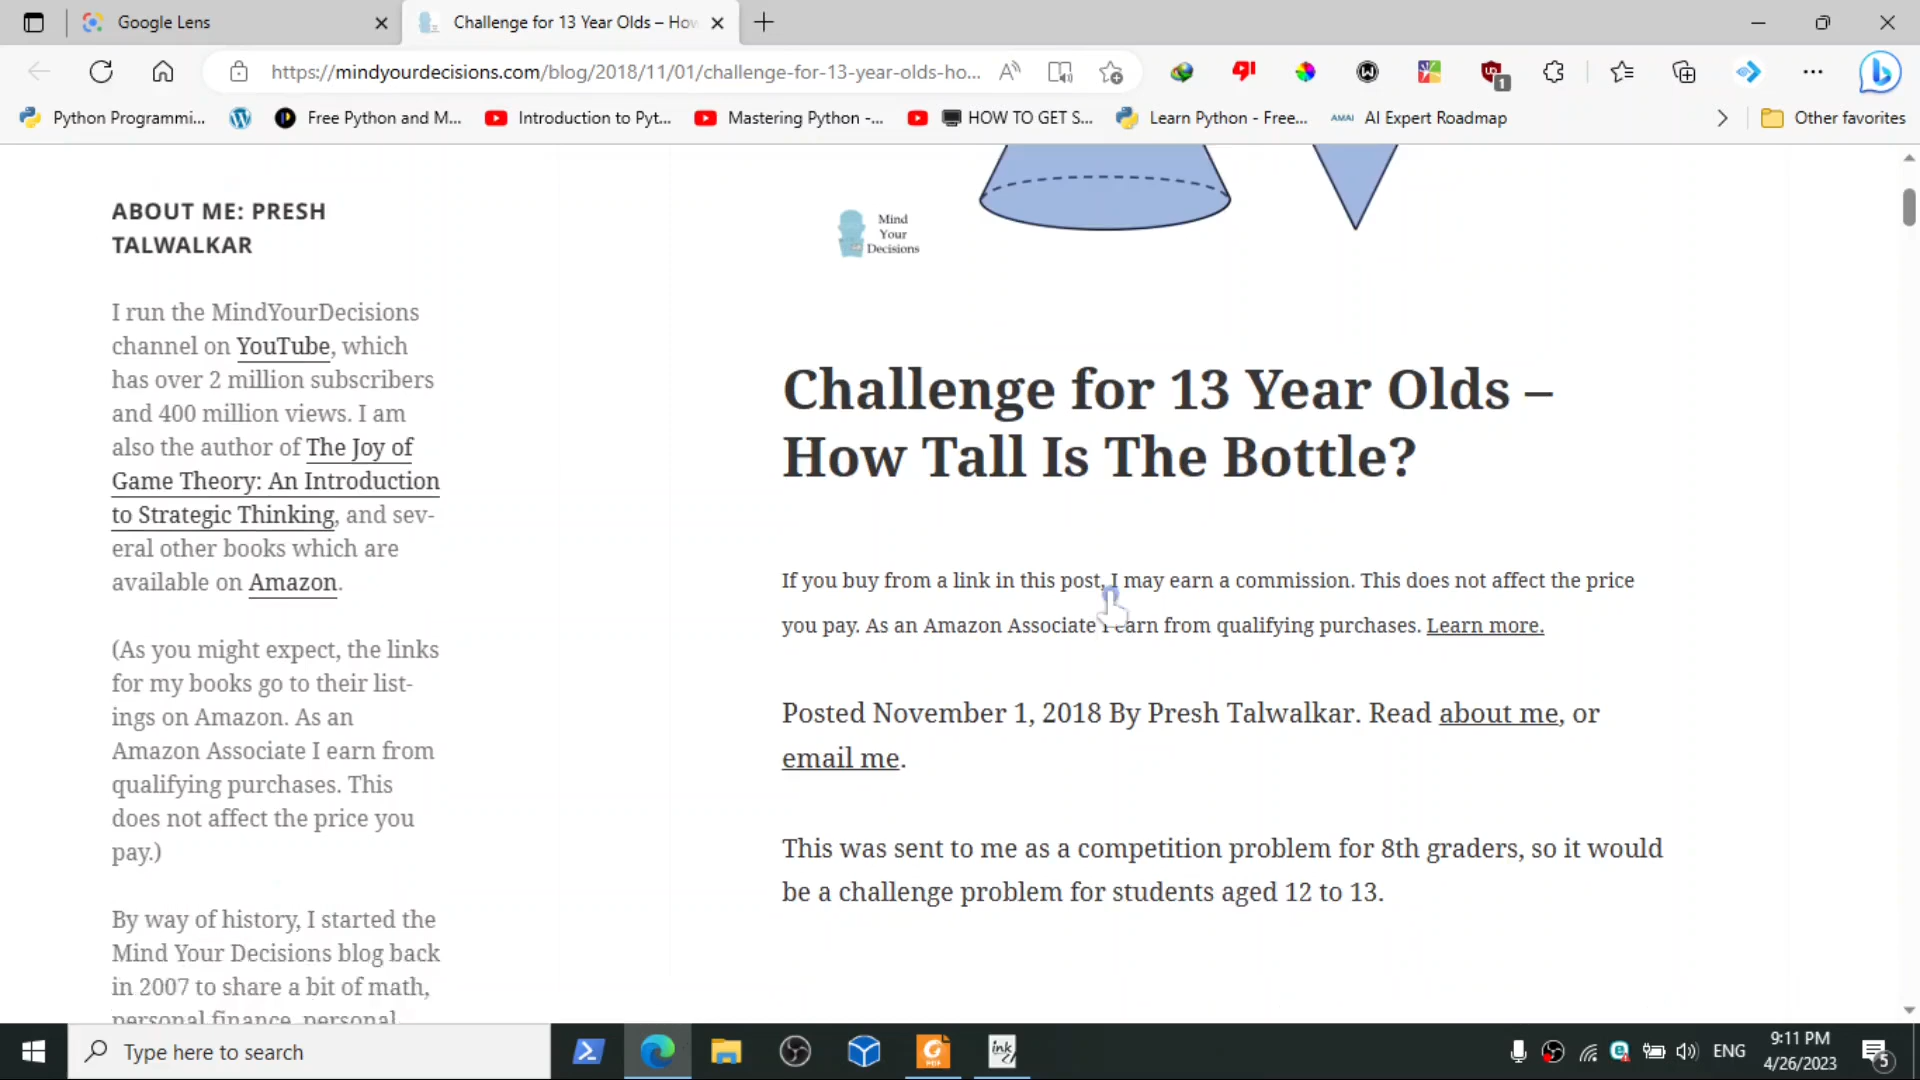 Google Lens
Challenge for 13 Year Olds – How
https://mindyourdecisions.com/blog/2018/11/01/challenge-for-13-year-olds-ho...
1
Python Programmi...
Free Python and M...
Introduction to Pyt...
Mastering Python -...
HOW TO GET S...
Learn Python - Free...
AMAI AI Expert Roadmap
Other favorites
ABOUT ME: PRESH
TALWALKAR
I run the MindYourDecisions
channel on YouTube, which
has over 2 million subscribers
and 400 million views. I am
also the author of The Joy of
Game Theory: An Introduction
to Strategic Thinking, and sev-
eral other books which are
available on Amazon.
(As you might expect, the links
for my books go to their list-
ings on Amazon. As an
Amazon Associate I earn from
qualifying purchases. This
does not affect the price you
pay.)
By way of history, I started the
Mind Your Decisions blog back
in 2007 to share a bit of math,
personal finance, personal
Mind
Your
Decisions
Challenge for 13 Year Olds –
How Tall Is The Bottle?
If you buy from a link in this post, I may earn a commission. This does not affect the price
you pay. As an Amazon Associate I earn from qualifying purchases. Learn more.
Posted November 1, 2018 By Presh Talwalkar. Read about me, or
email me.
This was sent to me as a competition problem for 8th graders, so it would
be a challenge problem for students aged 12 to 13.
Type here to search
PDF
ink
ENG
9:11 PM
4/26/2023
5